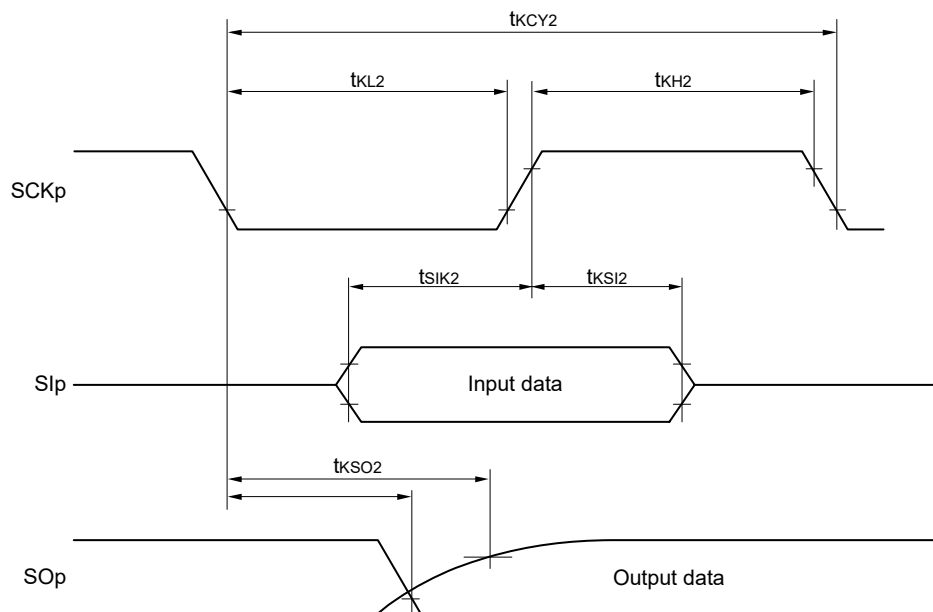 tKCY2
tKL2
tKH2
SCKp
tSIK2
tKSI2
SIp
Input data
tKSO2
SOp
Output data